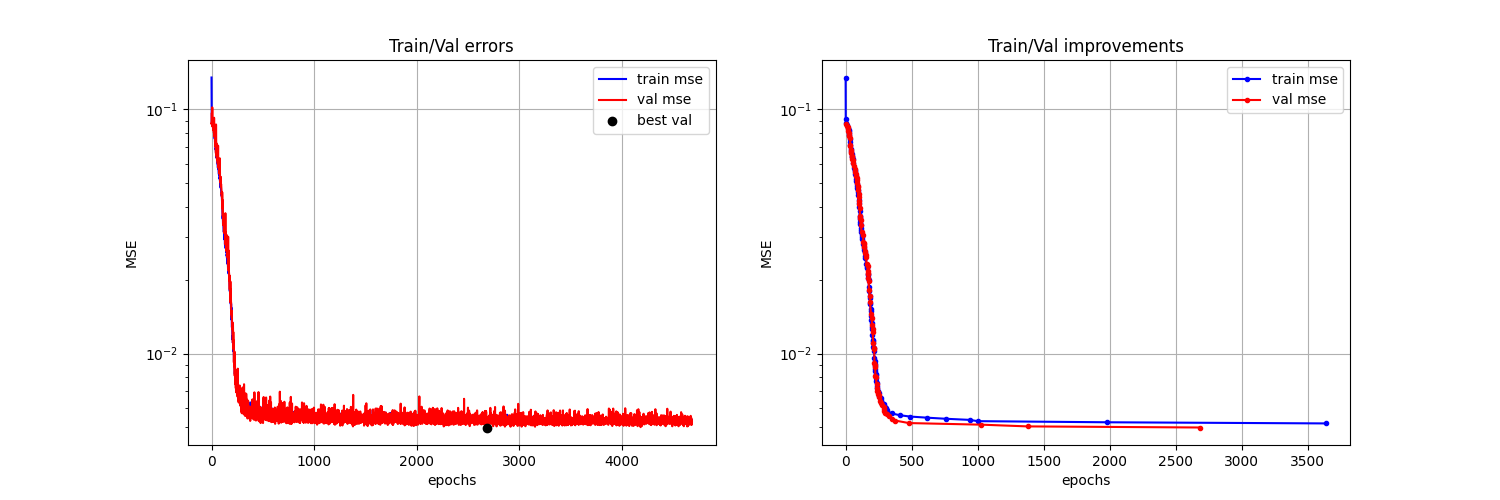 Train/Val errors
train mse
val mse
best val
10⁻¹
10⁻²
MSE
0
1000
2000
3000
4000
epochs
Train/Val improvements
train mse
val mse
10⁻¹
10⁻²
MSE
0
500
1000
1500
2000
2500
3000
3500
epochs